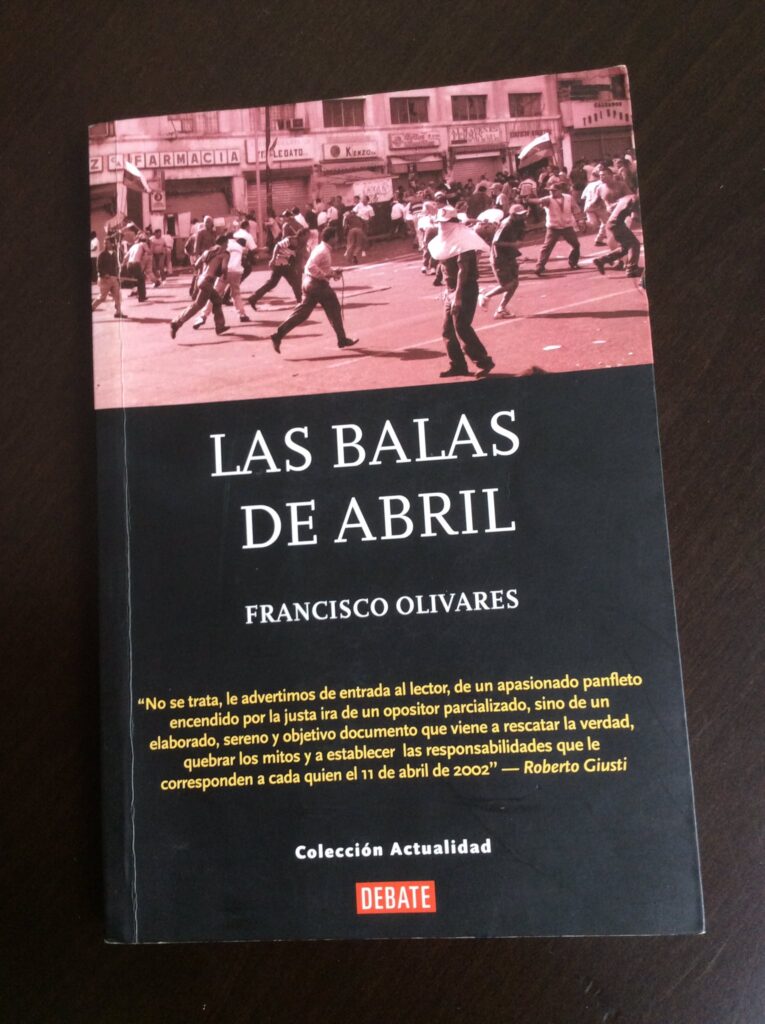 FARMACIA
KENZO
LAS BALAS
DE ABRIL
FRANCISCO OLIVARES
“No se trata, le advertimos de entrada al lector, de un apasionado panfleto
encendido por la justa ira de un opositor parcializado, sino de un
elaborado, sereno y objetivo documento que viene a rescatar la verdad,
quebrar los mitos y a establecer las responsabilidades que le
corresponden a cada quien el 11 de abril de 2002” — Roberto Giusti
Colección Actualidad
DEBATE